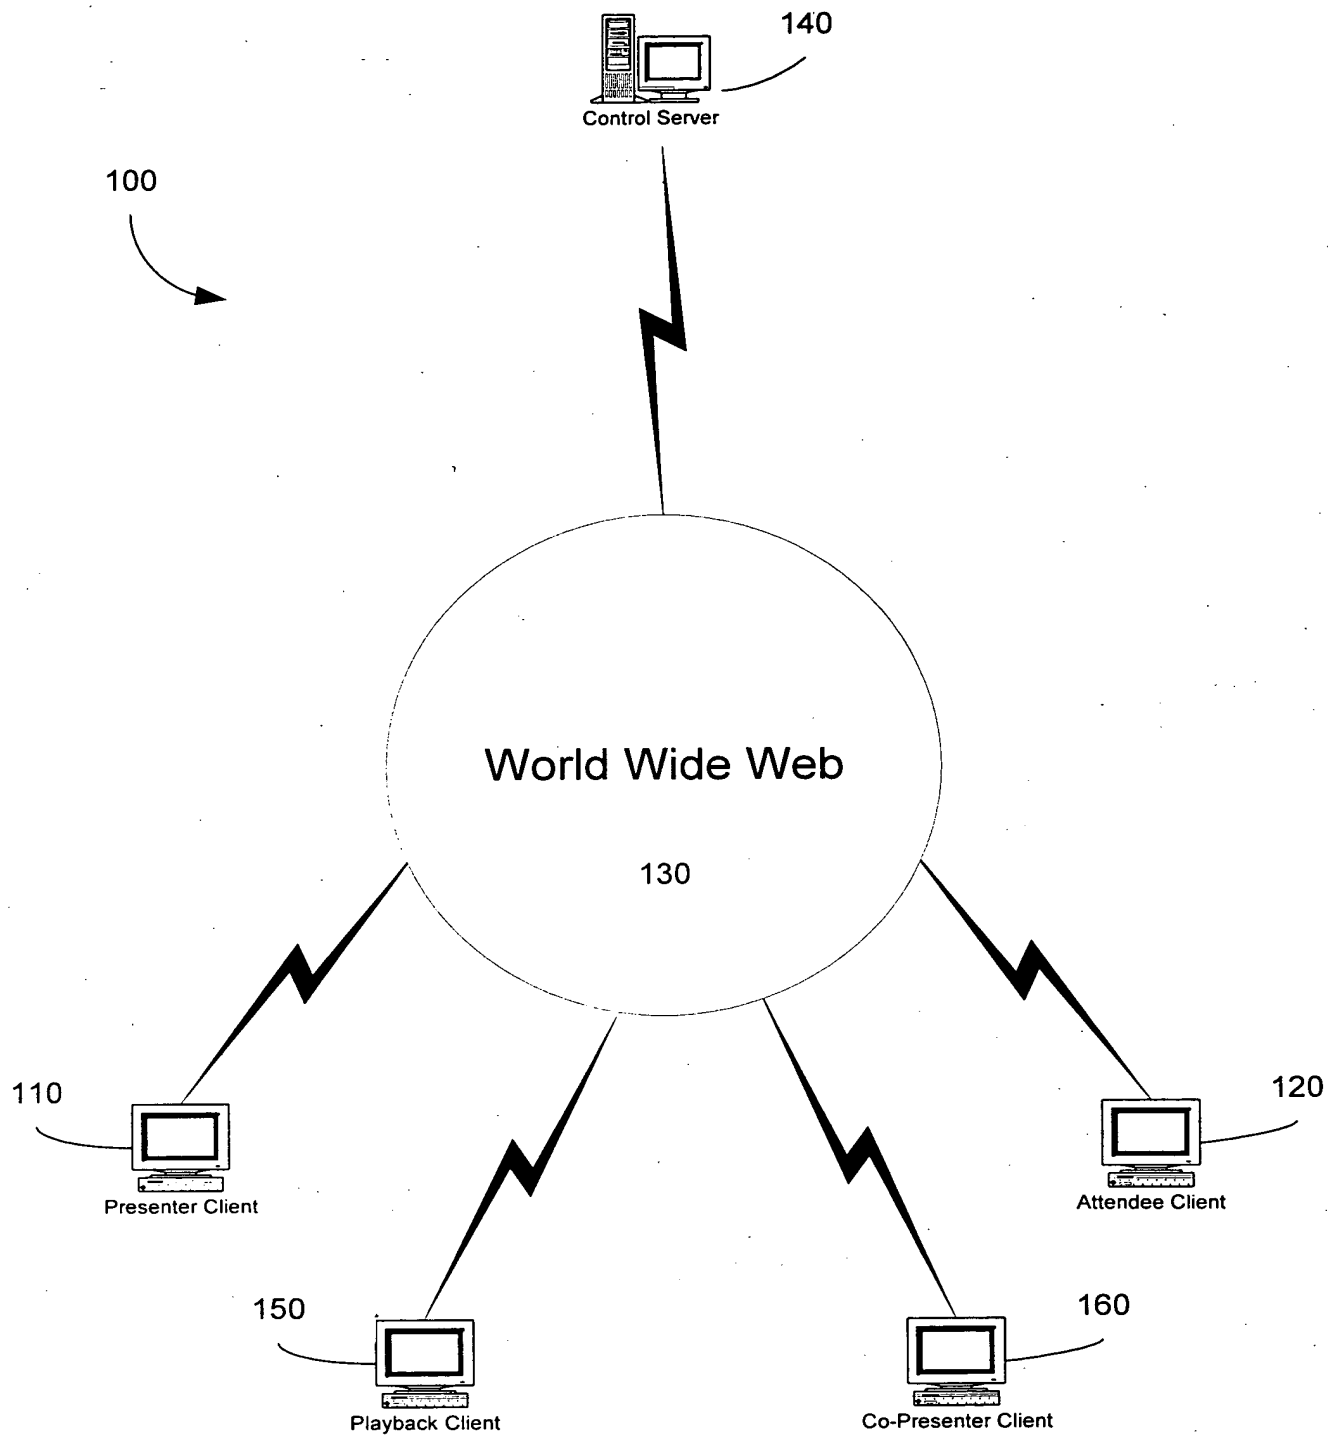 140
Control Server
100
World Wide Web
130
110
120
Presenter Client
Attendee Client
150
160
Playback Client
Co-Presenter Client